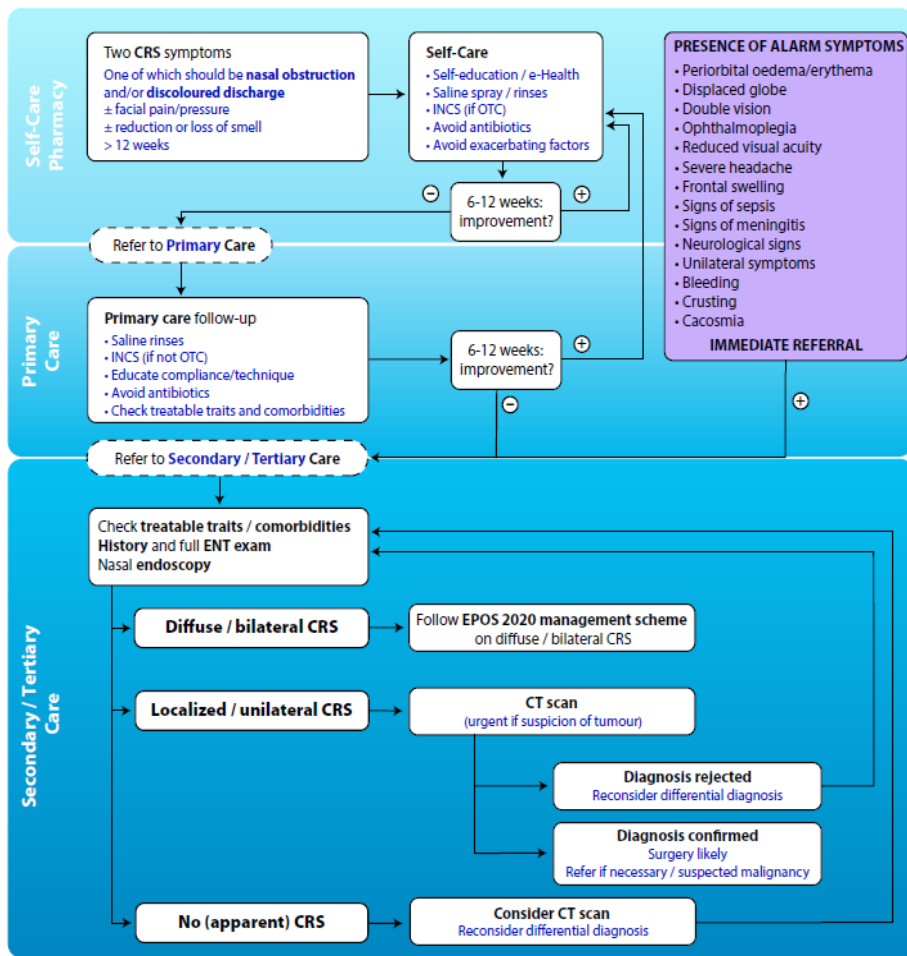 Self-Care
Pharmacy
Two CRS symptoms
One of which should be nasal obstruction
and/or discoloured discharge
± facial pain/pressure
± reduction or loss of smell
> 12 weeks
Self-Care
• Self-education / e-Health
• Saline spray / rinses
• INCS (if OTC)
• Avoid antibiotics
• Avoid exacerbating factors
PRESENCE OF ALARM SYMPTOMS
• Periorbital oedema/erythema
• Displaced globe
• Double vision
• Ophthalmoplegia
• Reduced visual acuity
• Severe headache
• Frontal swelling
• Signs of sepsis
• Signs of meningitis
• Neurological signs
• Unilateral symptoms
• Bleeding
• Crusting
• Cacosmia
IMMEDIATE REFERRAL
−
6-12 weeks:
improvement?
+
Refer to Primary Care
Primary
Care
Primary care follow-up
• Saline rinses
• INCS (if not OTC)
• Educate compliance/technique
• Avoid antibiotics
• Check treatable traits and comorbidities
6-12 weeks:
improvement?
+
−
+
Refer to Secondary / Tertiary Care
Secondary / Tertiary
Care
Check treatable traits / comorbidities
History and full ENT exam
Nasal endoscopy
Diffuse / bilateral CRS
Follow EPOS 2020 management scheme
on diffuse / bilateral CRS
Localized / unilateral CRS
CT scan
(urgent if suspicion of tumour)
Diagnosis rejected
Reconsider differential diagnosis
Diagnosis confirmed
Surgery likely
Refer if necessary / suspected malignancy
No (apparent) CRS
Consider CT scan
Reconsider differential diagnosis